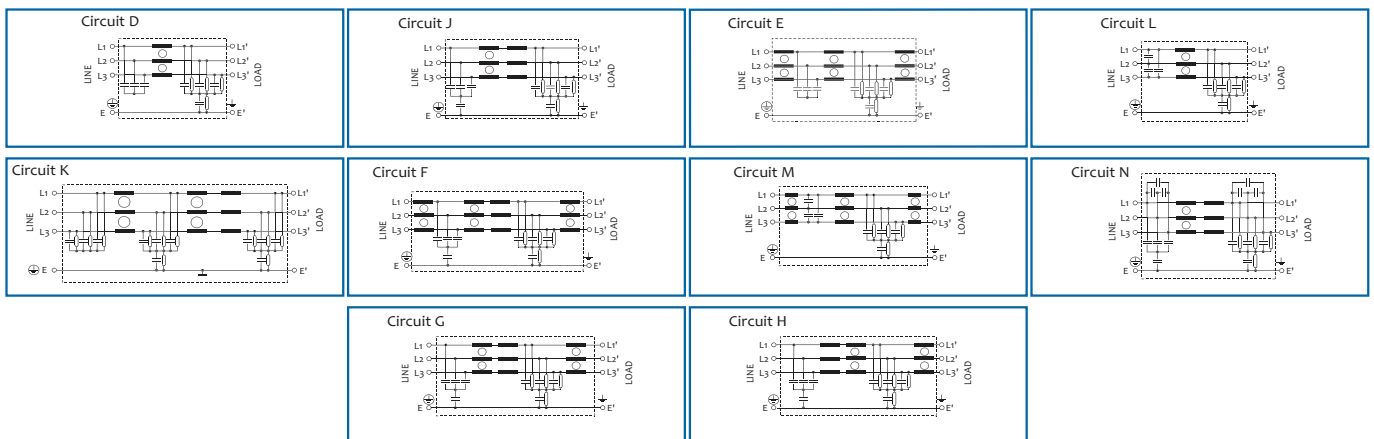 Circuit D
L1 L1'
L2 L2'
L3 L3'
LINE
LOAD
E E'
Circuit J
L1 L1'
L2 L2'
L3 L3'
LINE
LOAD
E E'
Circuit E
L1 L1'
L2 L2'
L3 L3'
LINE
LOAD
E E'
Circuit L
L1 L1'
L2 L2'
L3 L3'
LINE
LOAD
E E'
Circuit K
L1 L1'
L2 L2'
L3 L3'
LINE
LOAD
E E'
Circuit F
L1 L1'
L2 L2'
L3 L3'
LINE
LOAD
E E'
Circuit M
L1 L1'
L2 L2'
L3 L3'
LINE
LOAD
E E'
Circuit N
L1 L1'
L2 L2'
L3 L3'
LINE
LOAD
E E'
Circuit G
L1 L1'
L2 L2'
L3 L3'
LINE
LOAD
E E'
Circuit H
L1 L1'
L2 L2'
L3 L3'
LINE
LOAD
E E'